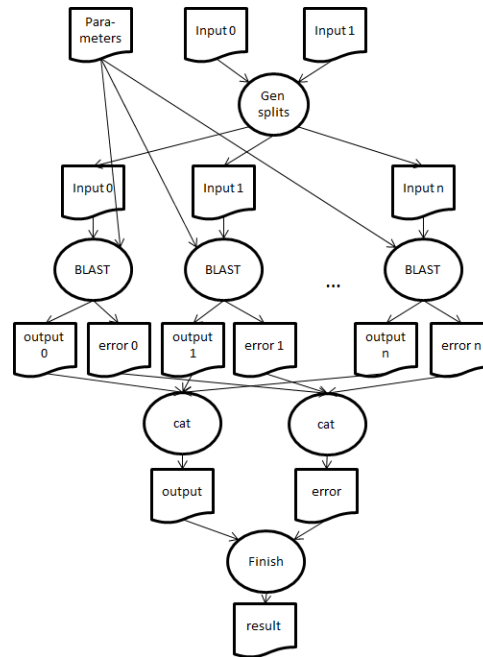 Para-
meters
Input 0
Input 1
Gen
splits
Input 0
Input 1
Input n
BLAST
BLAST
...
BLAST
output
0
error 0
output
1
error 1
output
n
error n
cat
cat
output
error
Finish
result